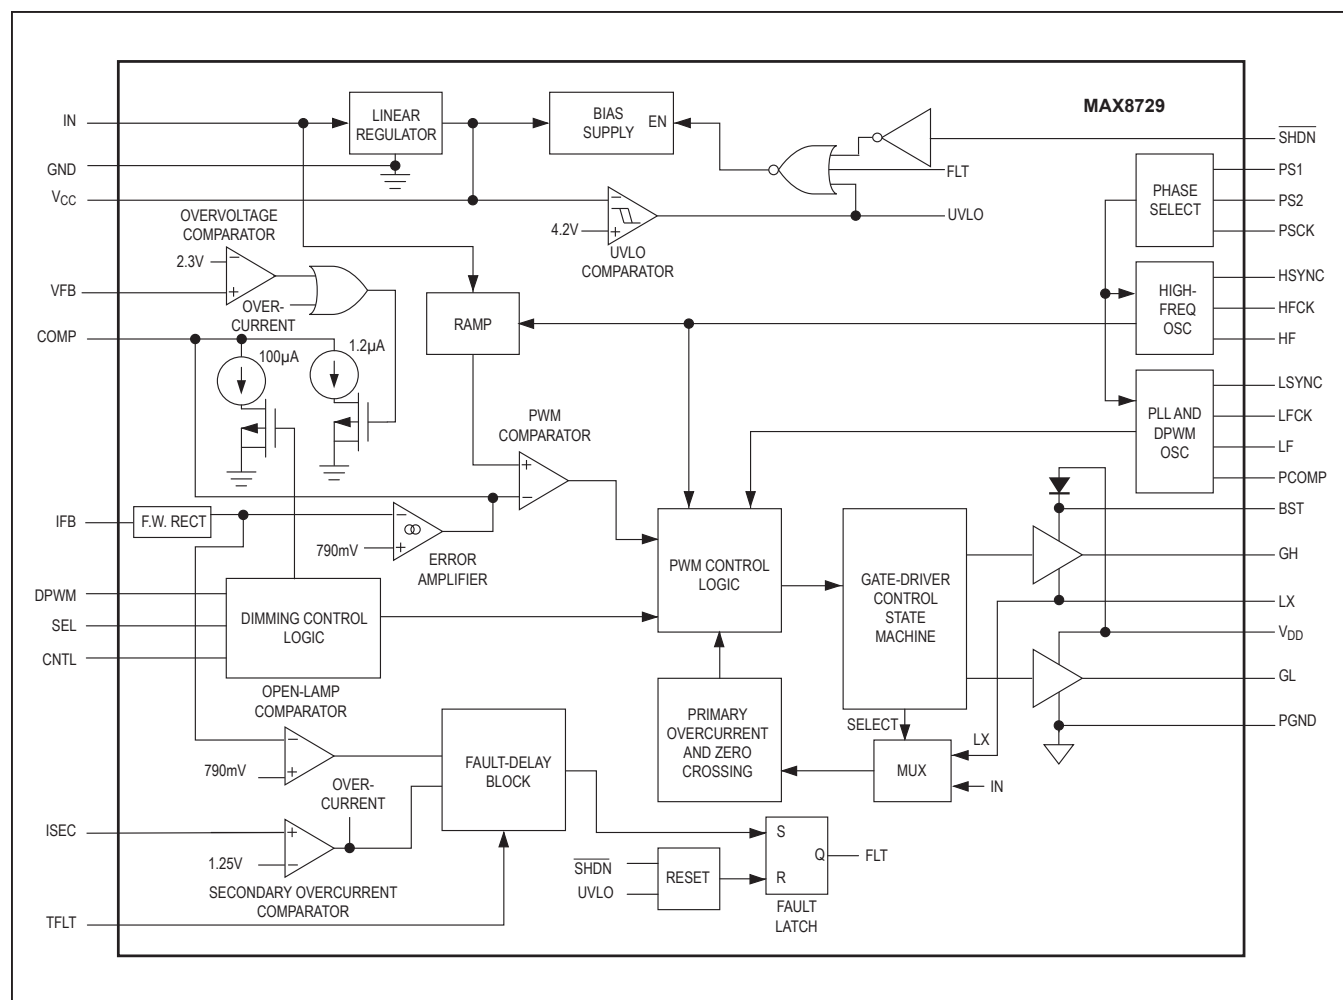 MAX8729
IN
LINEAR
REGULATOR
BIAS
SUPPLY
EN
SHDN
GND
FLT
PS1
VCC
PHASE
SELECT
PS2
OVERVOLTAGE
COMPARATOR
4.2V
UVLO
PSCK
UVLO
COMPARATOR
2.3V
VFB
OVER-
CURRENT
HSYNC
HIGH-
FREQ
OSC
HFCK
HF
RAMP
COMP
100µA
1.2µA
LSYNC
PLL AND
DPWM
OSC
LFCK
LF
PCOMP
PWM
COMPARATOR
BST
IFB
F.W. RECT
790mV
ERROR
AMPLIFIER
PWM CONTROL
LOGIC
GATE-DRIVER
CONTROL
STATE
MACHINE
GH
DPWM
SEL
CNTL
DIMMING CONTROL
LOGIC
LX
VDD
GL
OPEN-LAMP
COMPARATOR
PRIMARY
OVERCURRENT
AND ZERO
CROSSING
SELECT
LX
PGND
MUX
IN
790mV
FAULT-DELAY
BLOCK
OVER-
CURRENT
ISEC
1.25V
SECONDARY OVERCURRENT
COMPARATOR
SHDN
UVLO
RESET
S
R
Q
FLT
FAULT
LATCH
TFLT